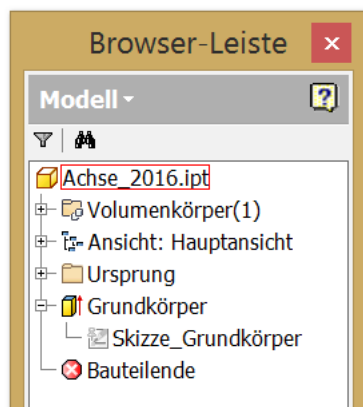 Browser-Leiste
Modell
Achse_2016.ipt
Volumenkörper(1)
Ansicht: Hauptansicht
Ursprung
Grundkörper
Skizze_Grundkörper
Bauteilende